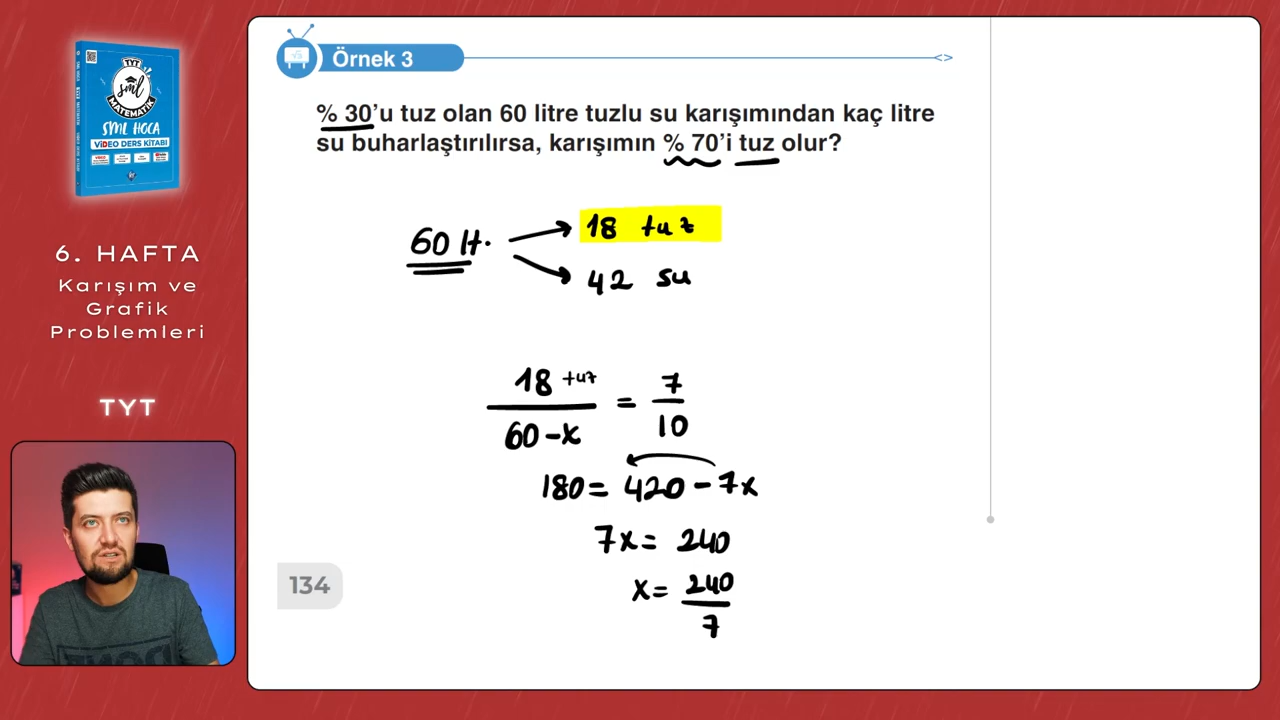 TYT
sml
MATEMATİK
SML HOCA
VİDEO DERS KİTABI
6. HAFTA
Karışım ve
Grafik
Problemleri
TYT
Örnek 3
% 30'u tuz olan 60 litre tuzlu su karışımından kaç litre
su buharlaştırılırsa, karışımın % 70'i tuz olur?
60 lt.
18 tuz
42 su
18 tuz / 60 - x = 7 / 10
180 = 420 - 7x
7x = 240
x = 240 / 7
134